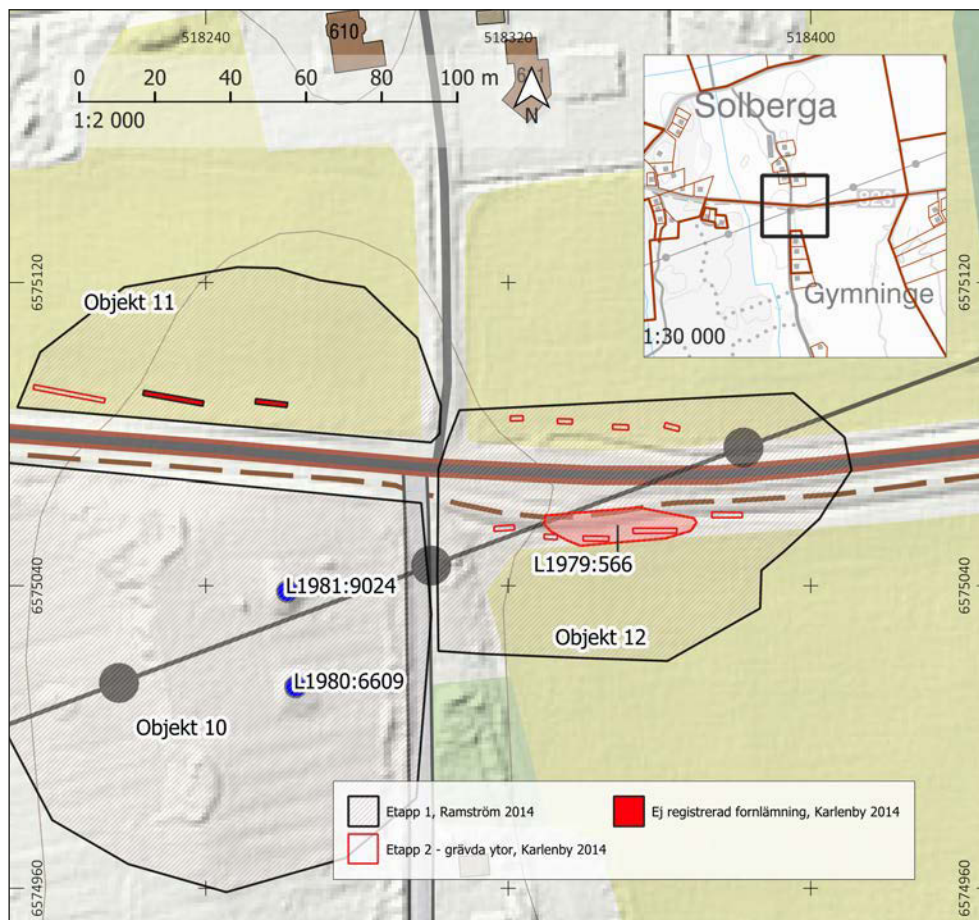 518240
518320
518400
610
0 20 40 60 80 100 m
1:2 000
N
Solberga
Gymninge
1:30 000
6575120
6575120
Objekt 11
L1979:566
6575040
6575040
L1981:9024
Objekt 12
L1980:6609
Objekt 10
Etapp 1, Ramström 2014
Ej registrerad fornlämning, Karlenby 2014
Etapp 2 - grävda ytor, Karlenby 2014
6574960
6574960